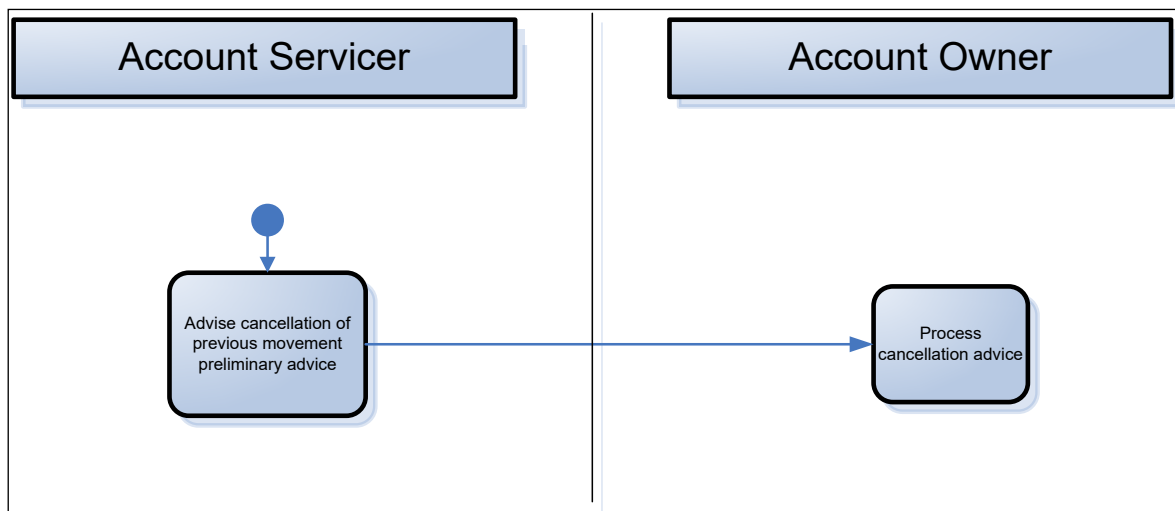 Account Servicer
Account Owner
Advise cancellation of
previous movement
preliminary advice
Process
cancellation advice